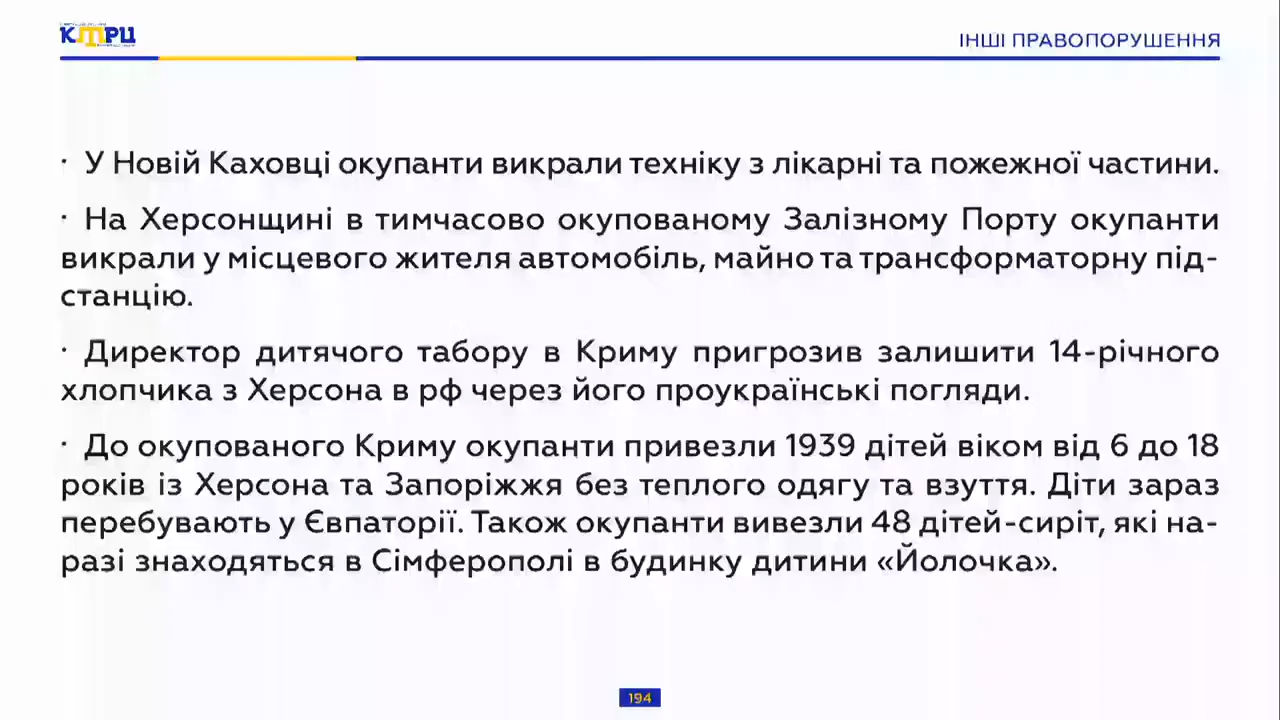 КТРЦ
ІНШІ ПРАВОПОРУШЕННЯ
· У Новій Каховці окупанти викрали техніку з лікарні та пожежної частини.
· На Херсонщині в тимчасово окупованому Залізному Порту окупанти
викрали у місцевого жителя автомобіль, майно та трансформаторну під-
станцію.
· Директор дитячого табору в Криму пригрозив залишити 14-річного
хлопчика з Херсона в рф через його проукраїнські погляди.
· До окупованого Криму окупанти привезли 1939 дітей віком від 6 до 18
років із Херсона та Запоріжжя без теплого одягу та взуття. Діти зараз
перебувають у Євпаторії. Також окупанти вивезли 48 дітей-сиріт, які на-
разі знаходяться в Сімферополі в будинку дитини «Йолочка».
194